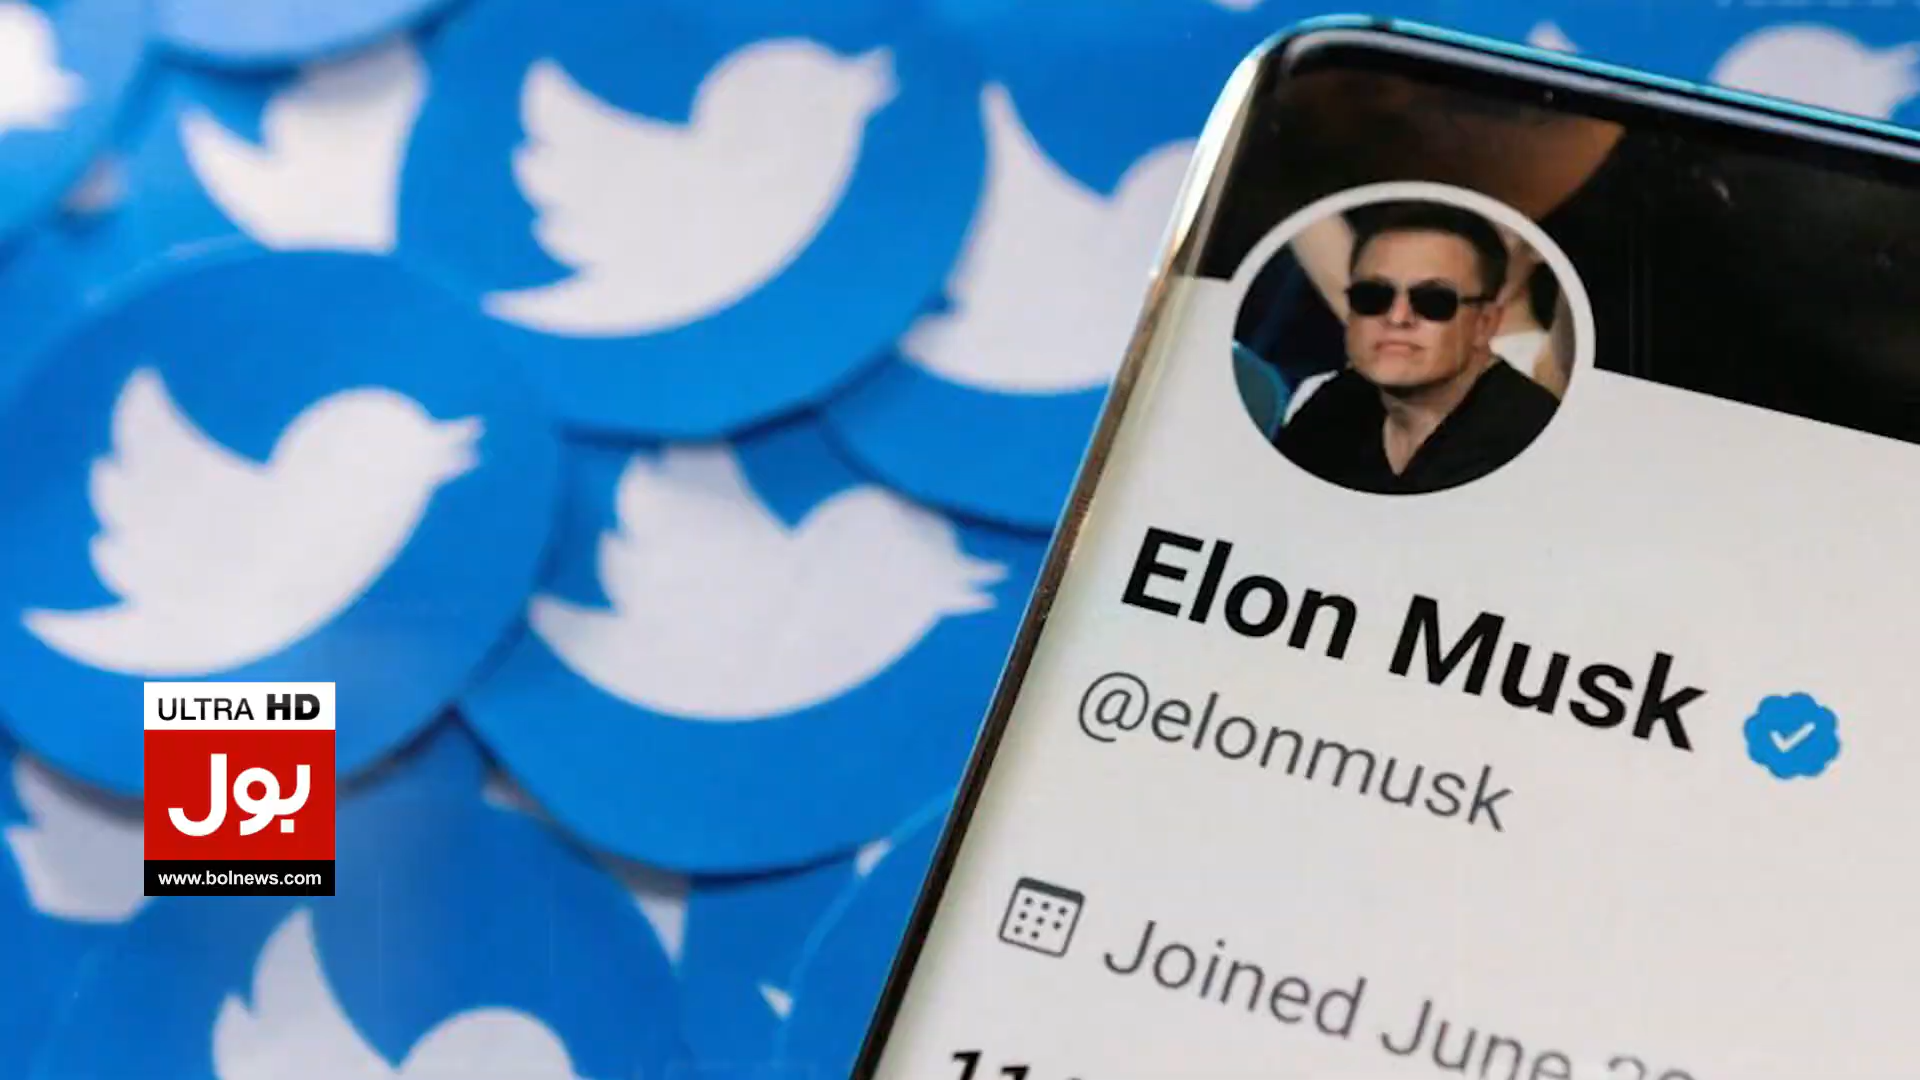 ULTRA HD
بول
www.bolnews.com
Elon Musk
@elonmusk
Joined June